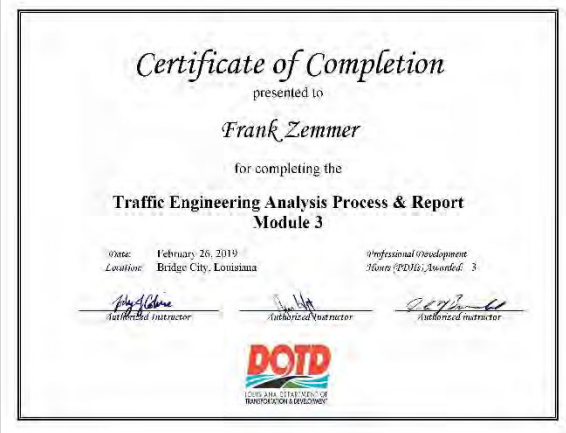 Certificate of Completion
presented to
Frank Zemmer
for completing the
Traffic Engineering Analysis Process & Report
Module 3
Date: February 26, 2019
Location: Bridge City, Louisiana
Professional Development
Hours (PDHs) Awarded: 3
Authorized Instructor
Authorized Instructor
Authorized Instructor
DOTD
LOUISIANA DEPARTMENT OF
TRANSPORTATION & DEVELOPMENT